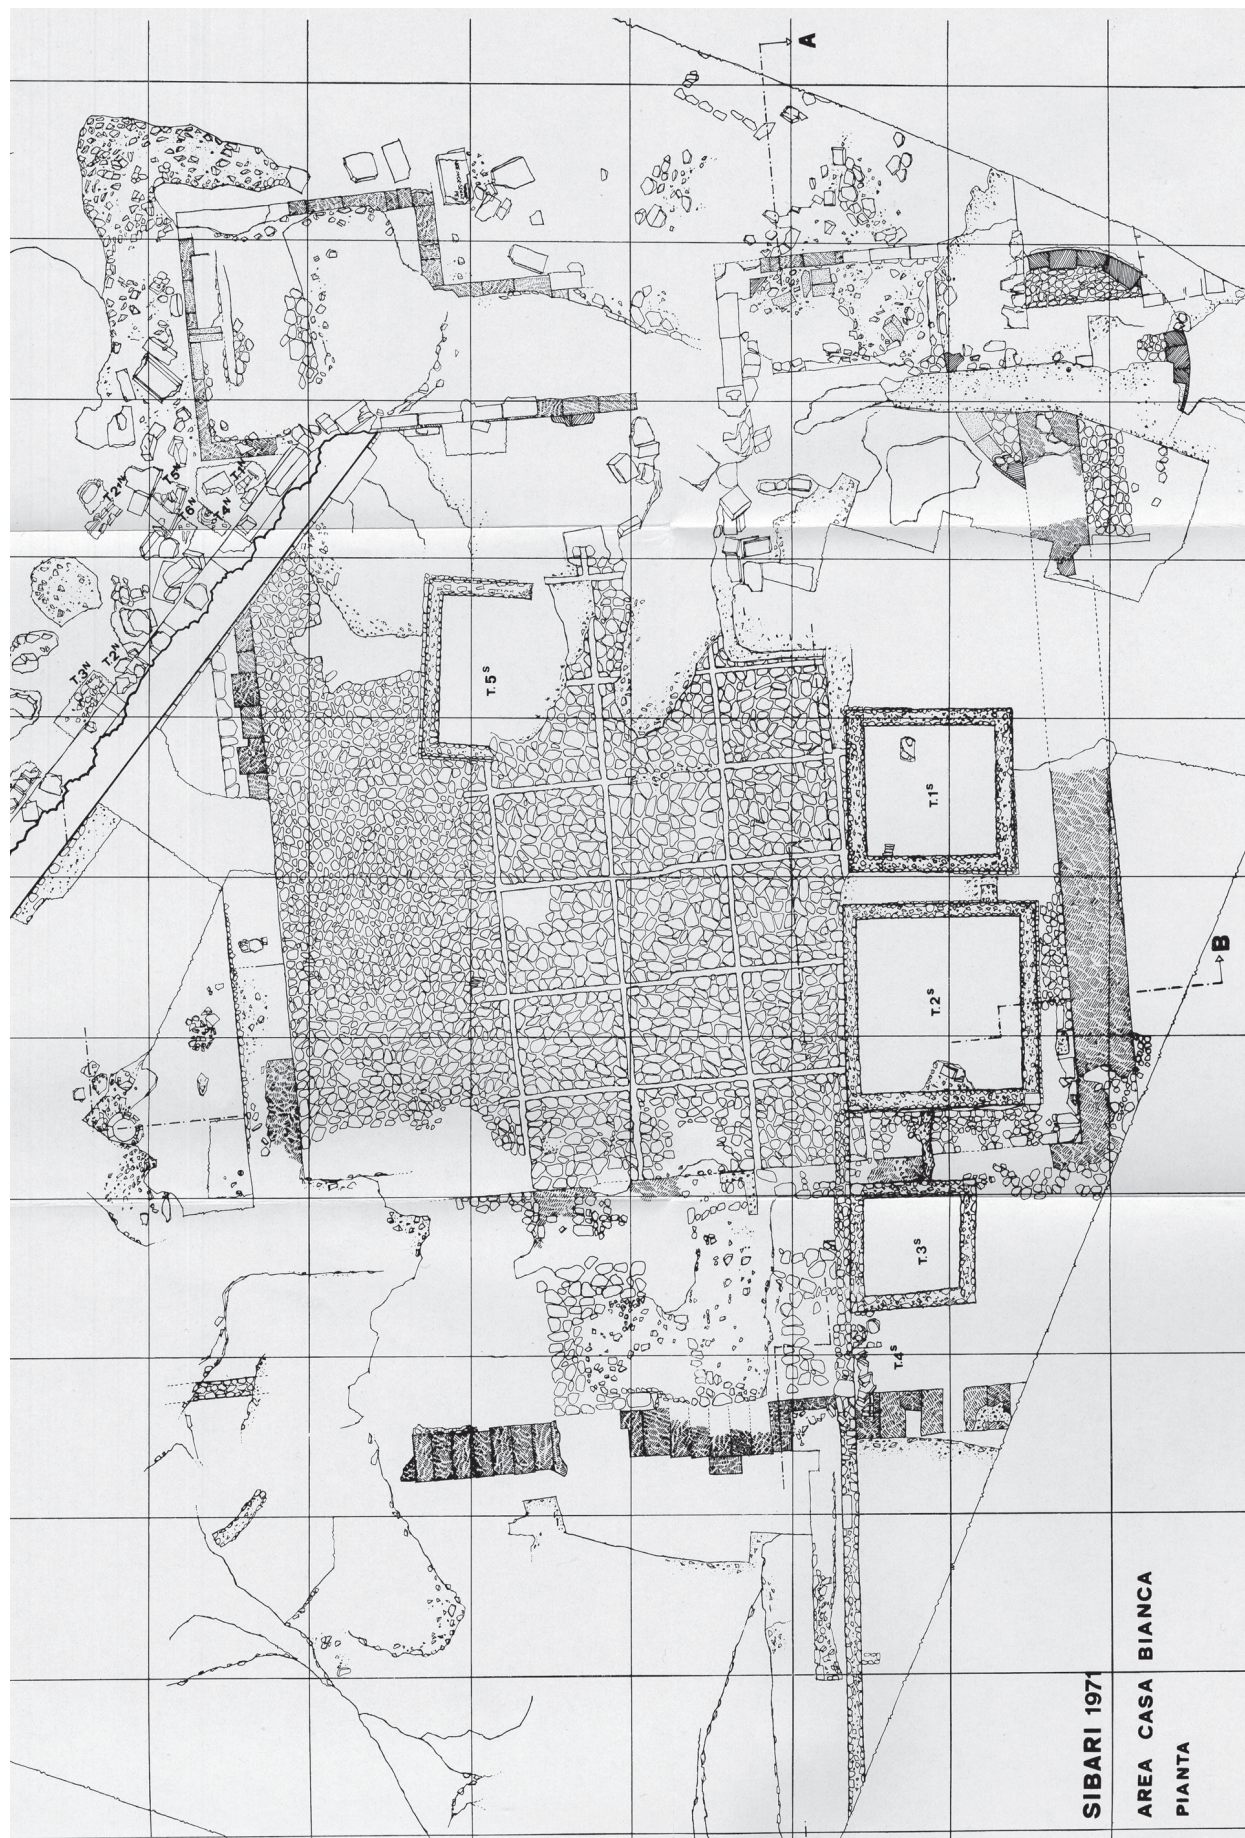 SIBARI 1971
AREA CASA BIANCA
PIANTA
A
B
T.1S
T.2S
T.3S
T.4S
T.5S
T.2N
T.3N
T.4N
T.5N
T.6N